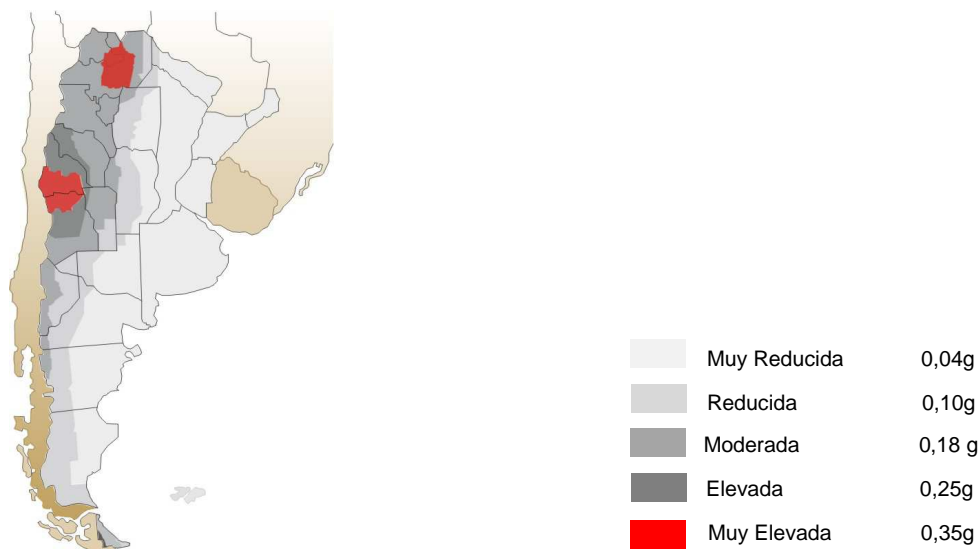 Muy Reducida 0,04g
Reducida 0,10g
Moderada 0,18 g
Elevada 0,25g
Muy Elevada 0,35g